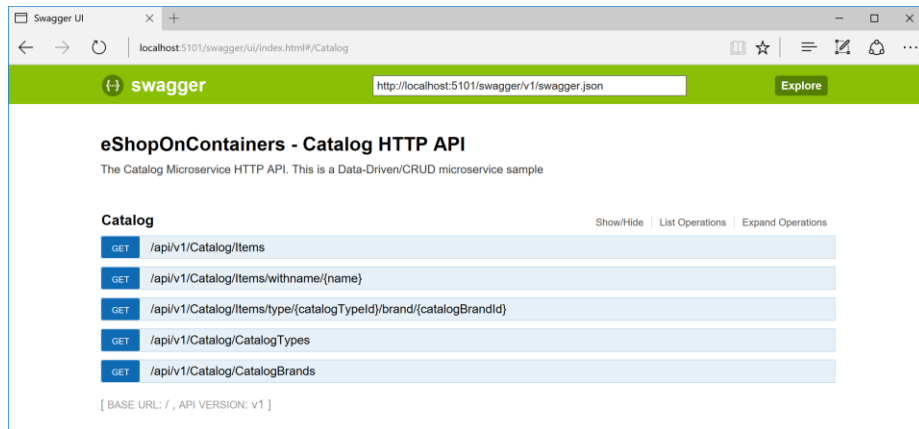 Swagger UI
localhost:5101/swagger/ui/index.html#/Catalog
{-} swagger http://localhost:5101/swagger/v1/swagger.json Explore
eShopOnContainers - Catalog HTTP API
The Catalog Microservice HTTP API. This is a Data-Driven/CRUD microservice sample
Catalog Show/Hide List Operations Expand Operations
GET /api/v1/Catalog/Items
GET /api/v1/Catalog/Items/withname/{name}
GET /api/v1/Catalog/Items/type/{catalogTypeId}/brand/{catalogBrandId}
GET /api/v1/Catalog/CatalogTypes
GET /api/v1/Catalog/CatalogBrands
[ BASE URL: / , API VERSION: v1 ]